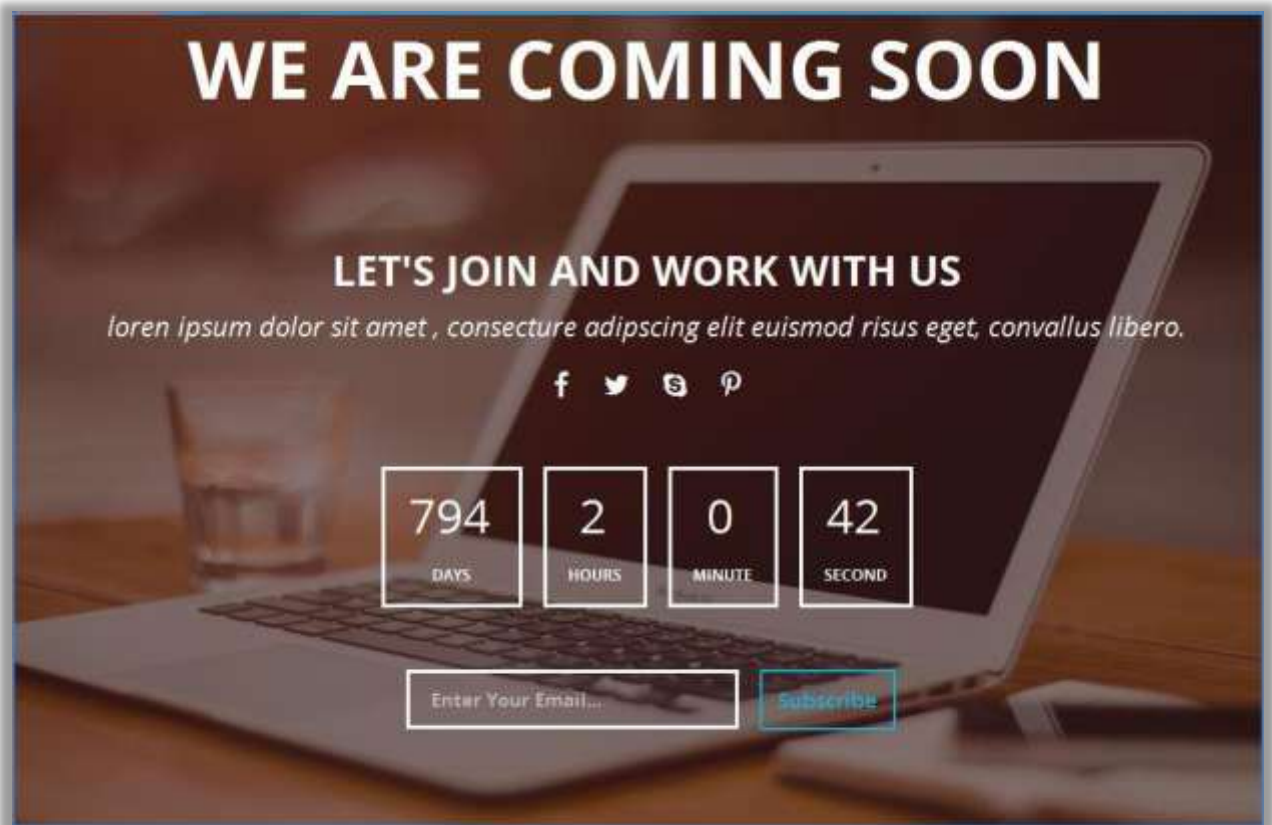 WE ARE COMING SOON
LET'S JOIN AND WORK WITH US
loren ipsum dolor sit amet , consecture adipscing elit euismod risus eget, convallus libero.
794 2 0 42
DAYS HOURS MINUTE SECOND
Enter Your Email... Subscribe